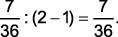 7/36 : (2 − 1) = 7/36.